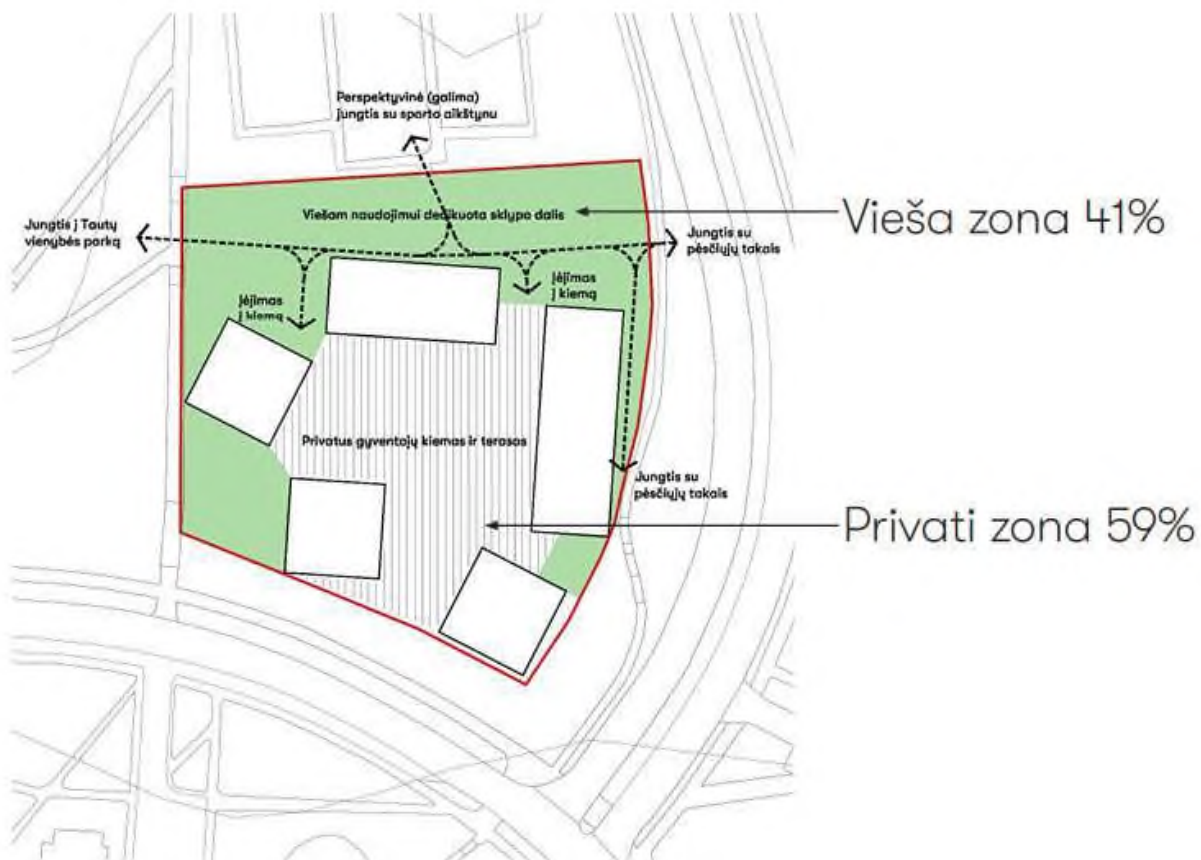 Perspektyvinė (galima)
jungtis su sporto aikštynu
Jungtis į Tautų
vienybės parką
Viešam naudojimui dedikuota sklypo dalis
Vieša zona 41%
Jungtis su
pėsčiųjų takais
Įėjimas
į kiemą
Įėjimas
į kiemą
Privatus gyventojų kiemas ir terasos
Jungtis su
pėsčiųjų takais
Privati zona 59%